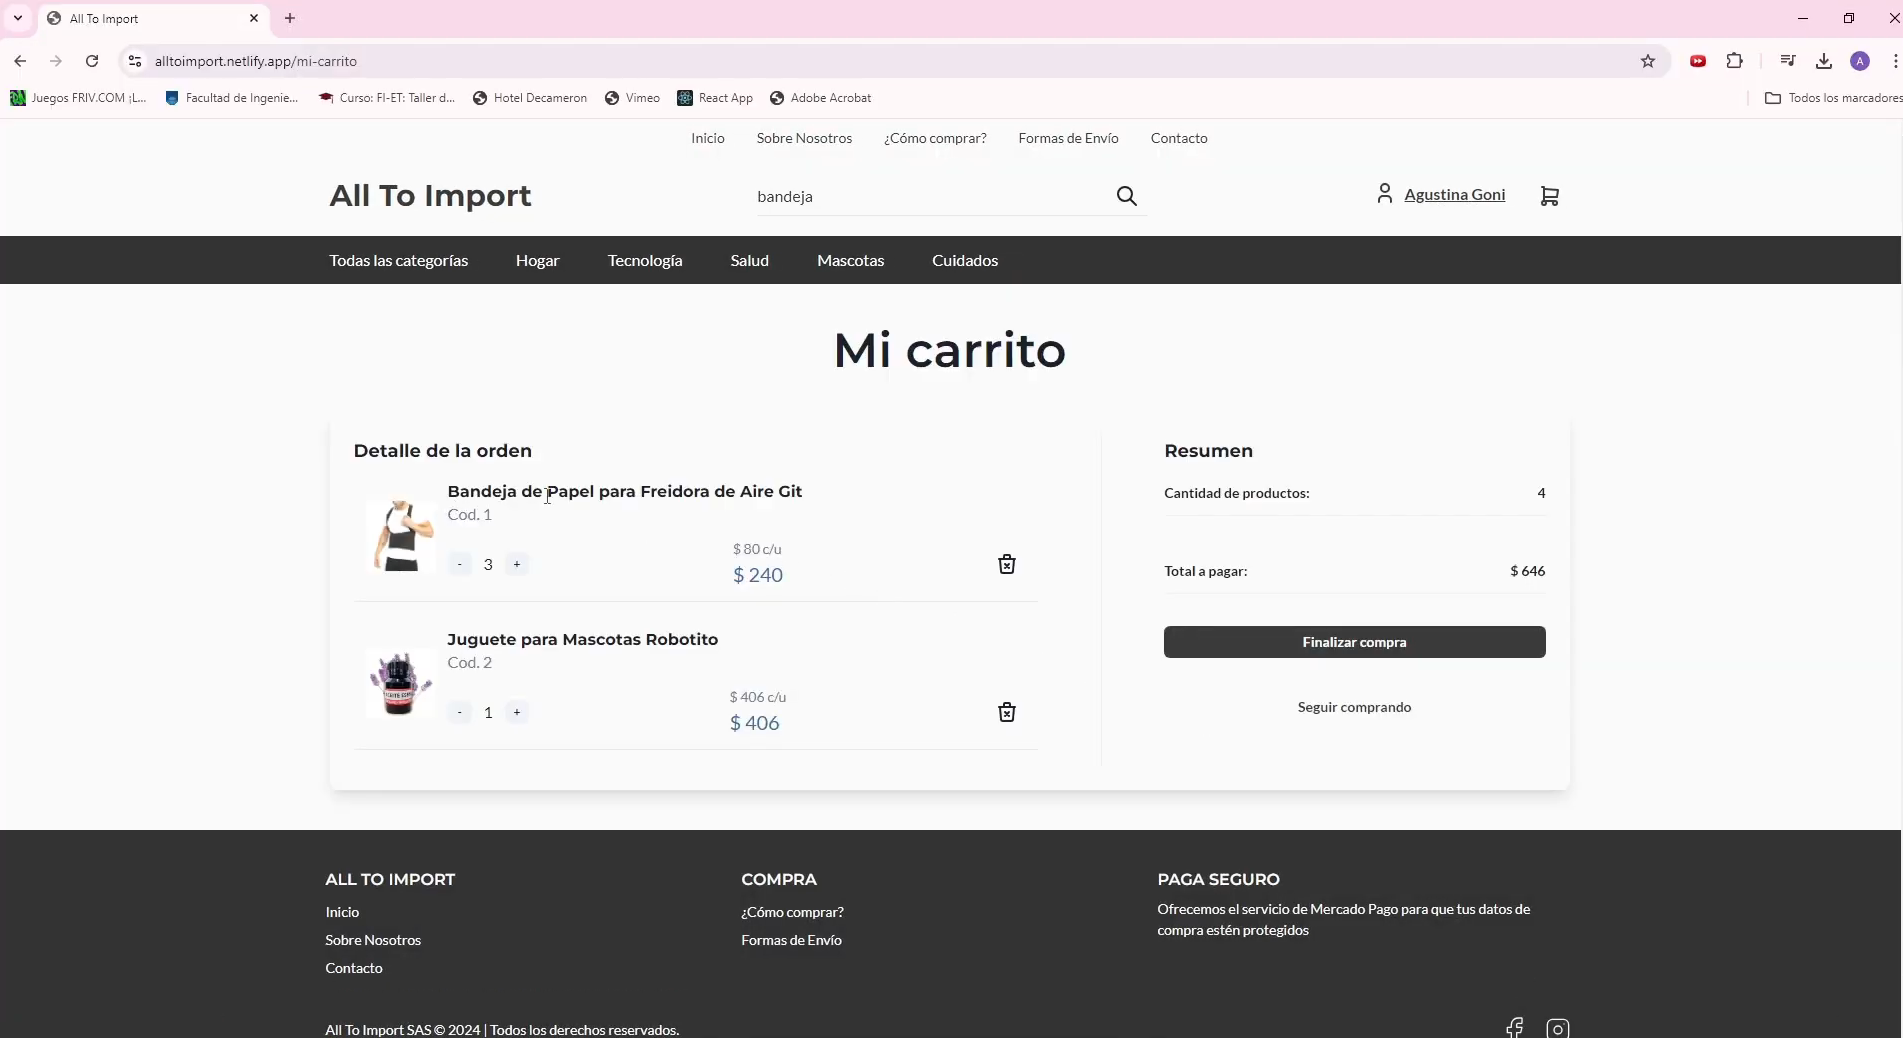 All To Import
alltoimport.netlify.app/mi-carrito
A
Juegos FRIV.COM ¡L...
Facultad de Ingenie...
Curso: FI-ET: Taller d...
Hotel Decameron
Vimeo
React App
Adobe Acrobat
Todos los marcadores
Inicio
Sobre Nosotros
¿Cómo comprar?
Formas de Envío
Contacto
All To Import
bandeja
Agustina Goni
Todas las categorías
Hogar
Tecnología
Salud
Mascotas
Cuidados
Mi carrito
Detalle de la orden
Bandeja de Papel para Freidora de Aire Git
Cod. 1
- 3 +
$ 80 c/u
$ 240
Juguete para Mascotas Robotito
Cod. 2
- 1 +
$ 406 c/u
$ 406
Resumen
Cantidad de productos: 4
Total a pagar: $ 646
Finalizar compra
Seguir comprando
ALL TO IMPORT
Inicio
Sobre Nosotros
Contacto
COMPRA
¿Cómo comprar?
Formas de Envío
PAGA SEGURO
Ofrecemos el servicio de Mercado Pago para que tus datos de
compra estén protegidos
All To Import SAS © 2024 | Todos los derechos reservados.